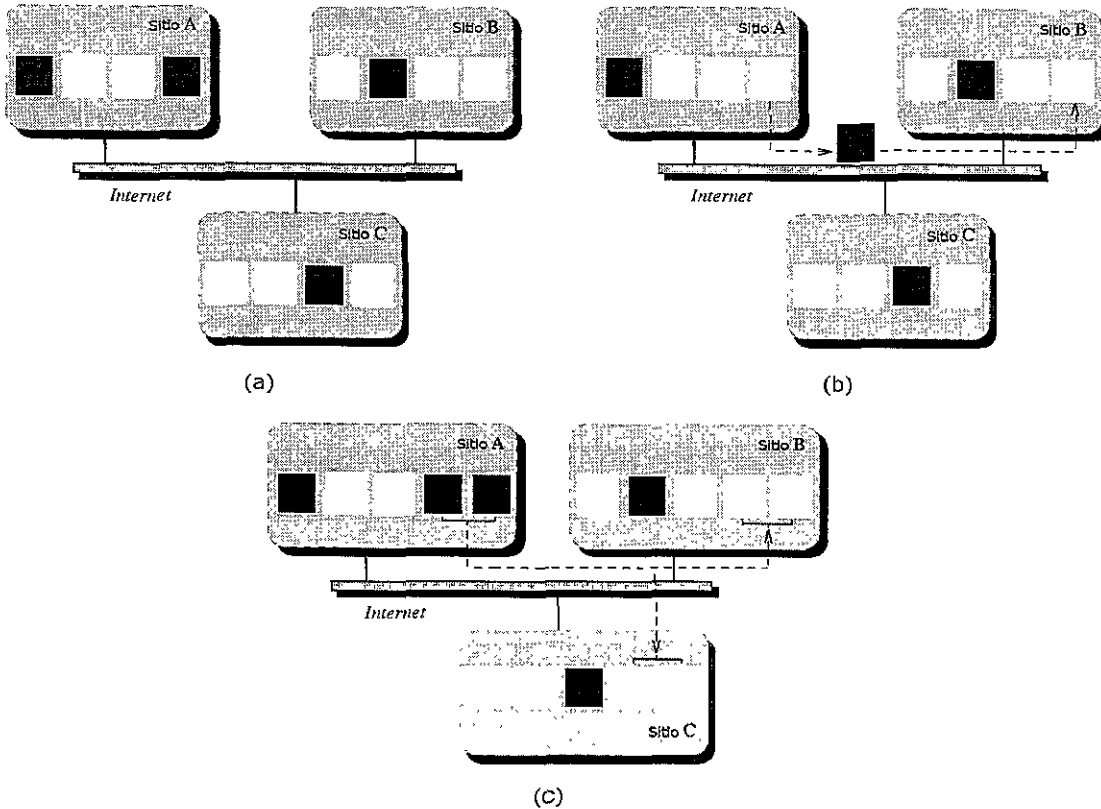 Sitio A
Sitio B
Internet
Sitio C
(a)
Sitio A
Sitio B
Internet
Sitio C
(b)
Sitio A
Sitio B
Internet
Sitio C
(c)